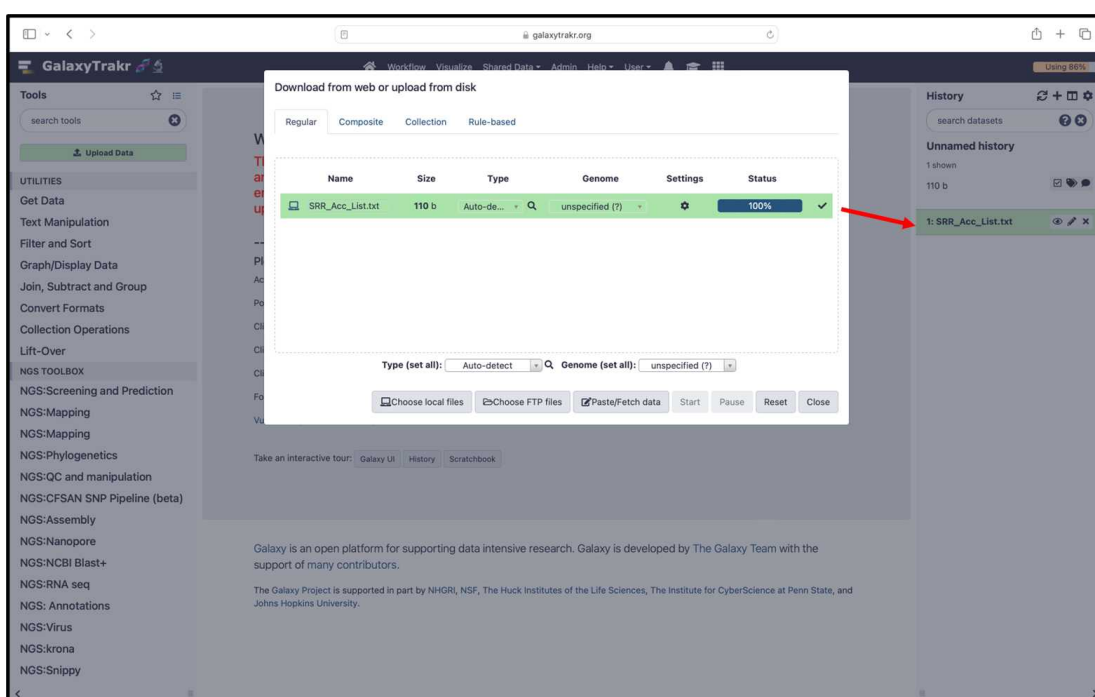 galaxytrakr.org
GalaxyTrakr
Workflow Visualize Shared Data Admin Help User
Using 86%
Tools
search tools
Upload Data
UTILITIES
Get Data
Text Manipulation
Filter and Sort
Graph/Display Data
Join, Subtract and Group
Convert Formats
Collection Operations
Lift-Over
NGS TOOLBOX
NGS:Screening and Prediction
NGS:Mapping
NGS:Mapping
NGS:Phylogenetics
NGS:QC and manipulation
NGS:CFSAN SNP Pipeline (beta)
NGS:Assembly
NGS:Nanopore
NGS:NCBI Blast+
NGS:RNA seq
NGS: Annotations
NGS:Virus
NGS:krona
NGS:Snippy
Download from web or upload from disk
Regular Composite Collection Rule-based
Name Size Type Genome Settings Status
SRR_Acc_List.txt 110 b Auto-de... unspecified (?) 100%
Type (set all): Auto-detect Genome (set all): unspecified (?)
Choose local files Choose FTP files Paste/Fetch data Start Pause Reset Close
Take an interactive tour: Galaxy UI History Scratchbook
Galaxy is an open platform for supporting data intensive research. Galaxy is developed by The Galaxy Team with the
support of many contributors.
The Galaxy Project is supported in part by NHGRI, NSF, The Huck Institutes of the Life Sciences, The Institute for CyberScience at Penn State, and
Johns Hopkins University.
History
search datasets
Unnamed history
1 shown
110 b
1: SRR_Acc_List.txt